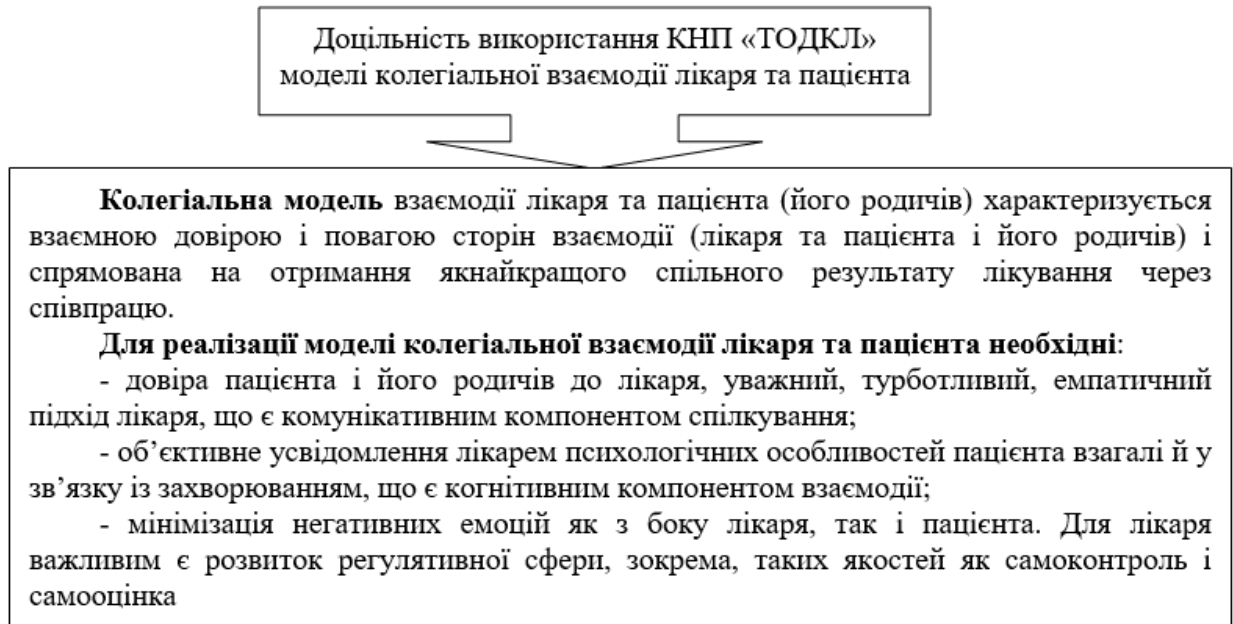 Доцільність використання КНП «ТОДКЛ»
моделі колегіальної взаємодії лікаря та пацієнта
Колегіальна модель взаємодії лікаря та пацієнта (його родичів) характеризується
взаємною довірою і повагою сторін взаємодії (лікаря та пацієнта і його родичів) і
спрямована на отримання якнайкращого спільного результату лікування через
співпрацю.
Для реалізації моделі колегіальної взаємодії лікаря та пацієнта необхідні:
- довіра пацієнта і його родичів до лікаря, уважний, турботливий, емпатичний
підхід лікаря, що є комунікативним компонентом спілкування;
- об’єктивне усвідомлення лікарем психологічних особливостей пацієнта взагалі й у
зв’язку із захворюванням, що є когнітивним компонентом взаємодії;
- мінімізація негативних емоцій як з боку лікаря, так і пацієнта. Для лікаря
важливим є розвиток регулятивної сфери, зокрема, таких якостей як самоконтроль і
самооцінка